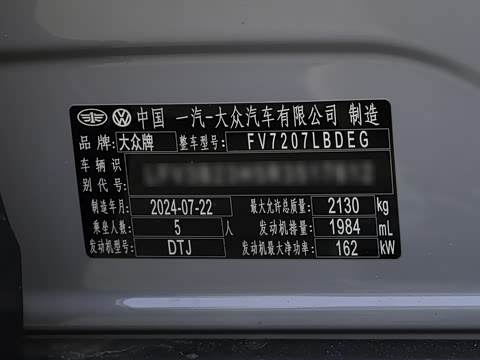 中国 一汽-大众汽车有限公司 制造
品牌 大众牌 整车型号 FV7207LBDEG
车辆识
别代号
制造年月 2024-07-22 最大允许总质量 2130 kg
乘坐人数 5 人 发动机排量 1984 mL
发动机型号 DTJ 发动机最大净功率 162 kW